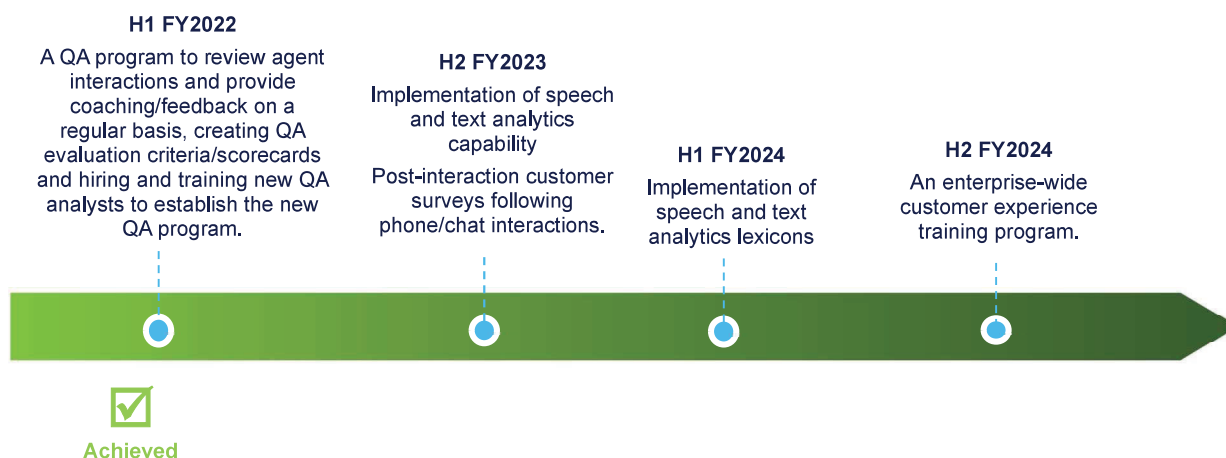 H1 FY2022
A QA program to review agent
interactions and provide
coaching/feedback on a
regular basis, creating QA
evaluation criteria/scorecards
and hiring and training new QA
analysts to establish the new
QA program.
H2 FY2023
Implementation of speech
and text analytics
capability
Post-interaction customer
surveys following
phone/chat interactions.
H1 FY2024
Implementation of
speech and text
analytics lexicons
H2 FY2024
An enterprise-wide
customer experience
training program.
Achieved